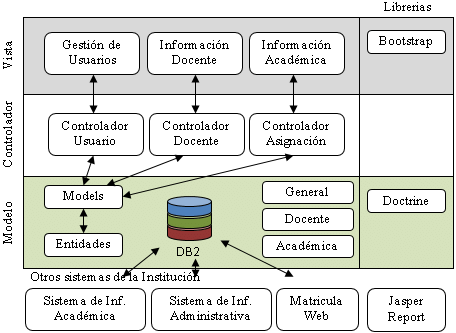 Librerias
Vista
Gestión de
Usuarios
Información
Docente
Información
Académica
Bootstrap
Controlador
Controlador
Usuario
Controlador
Docente
Controlador
Asignación
Modelo
Models
Entidades
DB2
General
Docente
Académica
Doctrine
Otros sistemas de la Institución
Sistema de Inf.
Académica
Sistema de Inf.
Administrativa
Matricula
Web
Jasper
Report